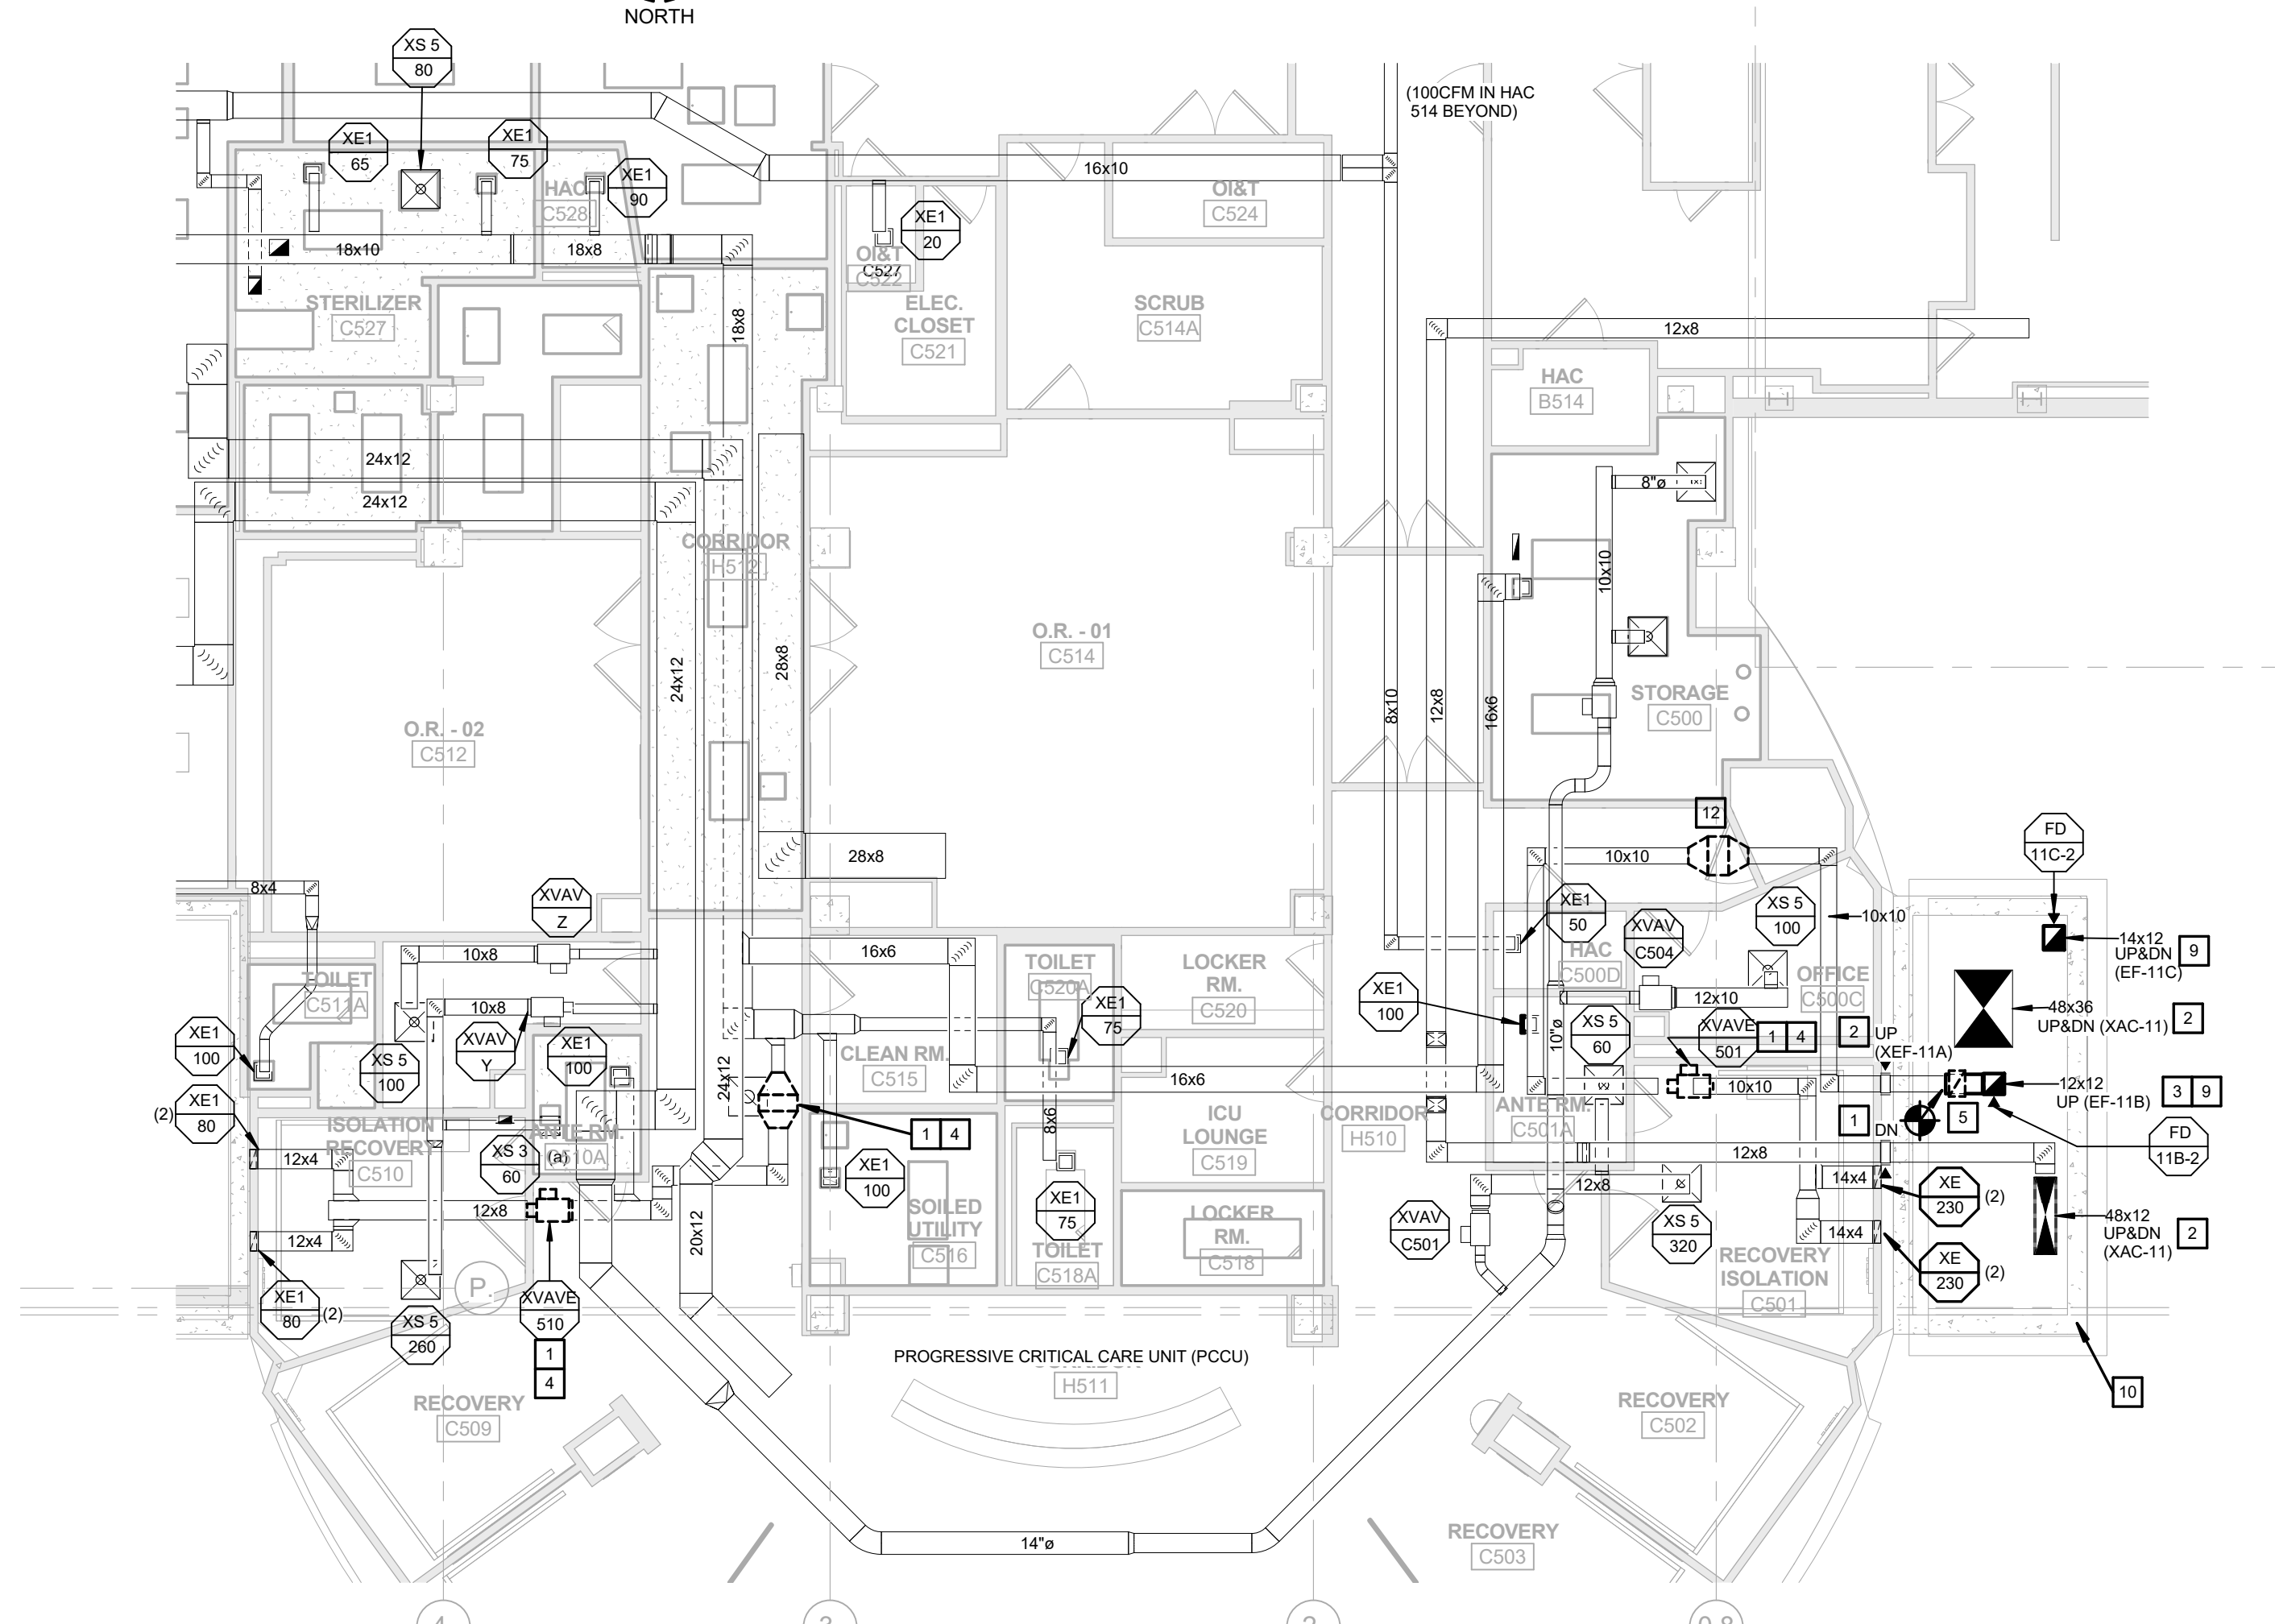 NORTH
XS 5
80
(100CFM IN HAC
514 BEYOND)
XE1
65
XE1
75
XE1
90
16x10
HAC
C528
OI&T
C524
XE1
20
18x10
18x8
OI&T
C527
C522
STERILIZER
C527
18x8
ELEC.
CLOSET
C521
SCRUB
C514A
12x8
HAC
B514
24x12
24x12
8"ø
CORRIDOR
H512
10x10
O.R. - 01
C514
24x12
28x8
8x10
12x8
16x6
STORAGE
C500
O.R. - 02
C512
12
28x8
10x10
FD
11C-2
8x4
XVAV
Z
XE1
50
XVAV
C504
XS 5
100
10x10
14x12
UP&DN
(EF-11C)
9
10x8
16x6
TOILET
C511A
TOILET
C520A
LOCKER
RM.
C520
HAC
C500D
OFFICE
C500C
10x8
XE1
75
XE1
100
12x10
48x36
UP&DN (XAC-11)
2
XE1
100
XS 5
100
XVAV
Y
XE1
100
24x12
CLEAN RM.
C515
10"ø
XS 5
60
XVAVE
501
1
4
2
UP
(XEF-11A)
16x6
10x10
12x12
UP (EF-11B)
3
9
(2)
XE1
80
ISOLATION
RECOVERY
C510
ANTE RM.
C510A
XS 3
60
(a)
1
4
8x6
ICU
LOUNGE
C519
CORRIDOR
H510
ANTE RM.
C501A
1
DN
5
FD
11B-2
12x4
12x8
12x8
XE1
100
SOILED
UTILITY
C516
XE1
75
TOILET
C518A
LOCKER
RM.
C518
12x8
14x4
XE
230
(2)
12x4
20x12
XVAV
C501
XS 5
320
14x4
48x12
UP&DN
(XAC-11)
2
RECOVERY
ISOLATION
C501
XE
230
(2)
P.
XE1
80
(2)
XS 5
260
XVAVE
510
1
4
PROGRESSIVE CRITICAL CARE UNIT (PCCU)
H511
10
RECOVERY
C509
RECOVERY
C502
14"ø
RECOVERY
C503
4
3
2
0.8